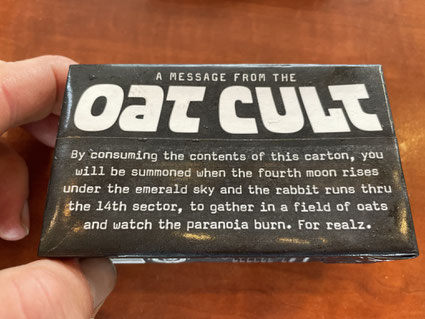 A MESSAGE FROM THE
OAT CULT
By consuming the contents of this carton, you
will be summoned when the fourth moon rises
under the emerald sky and the rabbit runs thru
the 14th sector, to gather in a field of oats
and watch the paranoia burn. For realz.